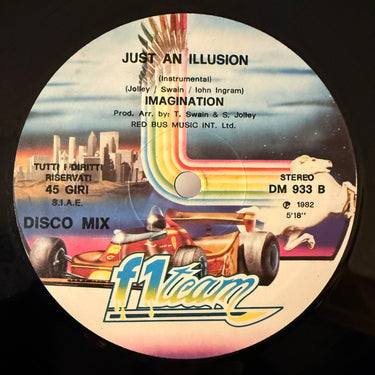 JUST AN ILLUSION
(Instrumental)
(Jolley / Swain / Iohn Ingram)
IMAGINATION
Prod. Arr. by: T. Swain & S. Jolley
RED BUS MUSIC INT. Ltd.
TUTTI I DIRITTI
RISERVATI
45 GIRI
S.I.A.E.
STEREO
DM 933 B
℗ 1982
5'18"
DISCO MIX
f1 team